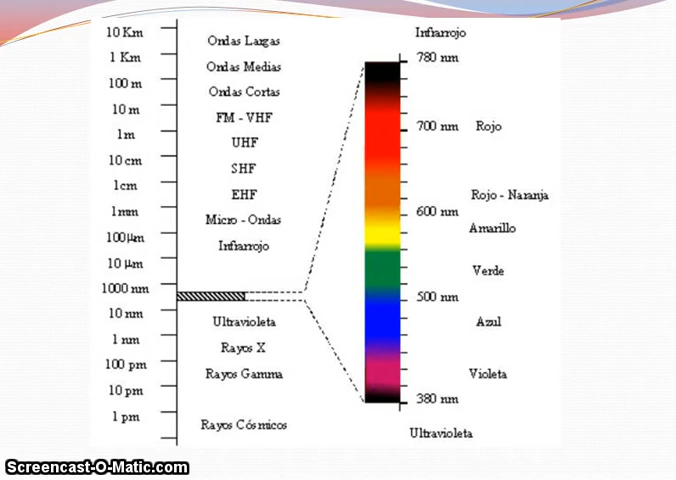 10 Km
1 Km
100 m
10 m
1m
10 cm
1cm
1mm
100µm
10 µm
1000 nm
10 nm
1 nm
100 pm
10 pm
1 pm
Ondas Largas
Ondas Medias
Ondas Cortas
FM - VHF
UHF
SHF
EHF
Micro - Ondas
Infrarrojo
Ultravioleta
Rayos X
Rayos Gamma
Rayos Cósmicos
Infrarrojo
780 nm
700 nm Rojo
Rojo - Naranja
600 nm
Amarillo
Verde
500 nm
Azul
Violeta
380 nm
Ultravioleta
Screencast-O-Matic.com